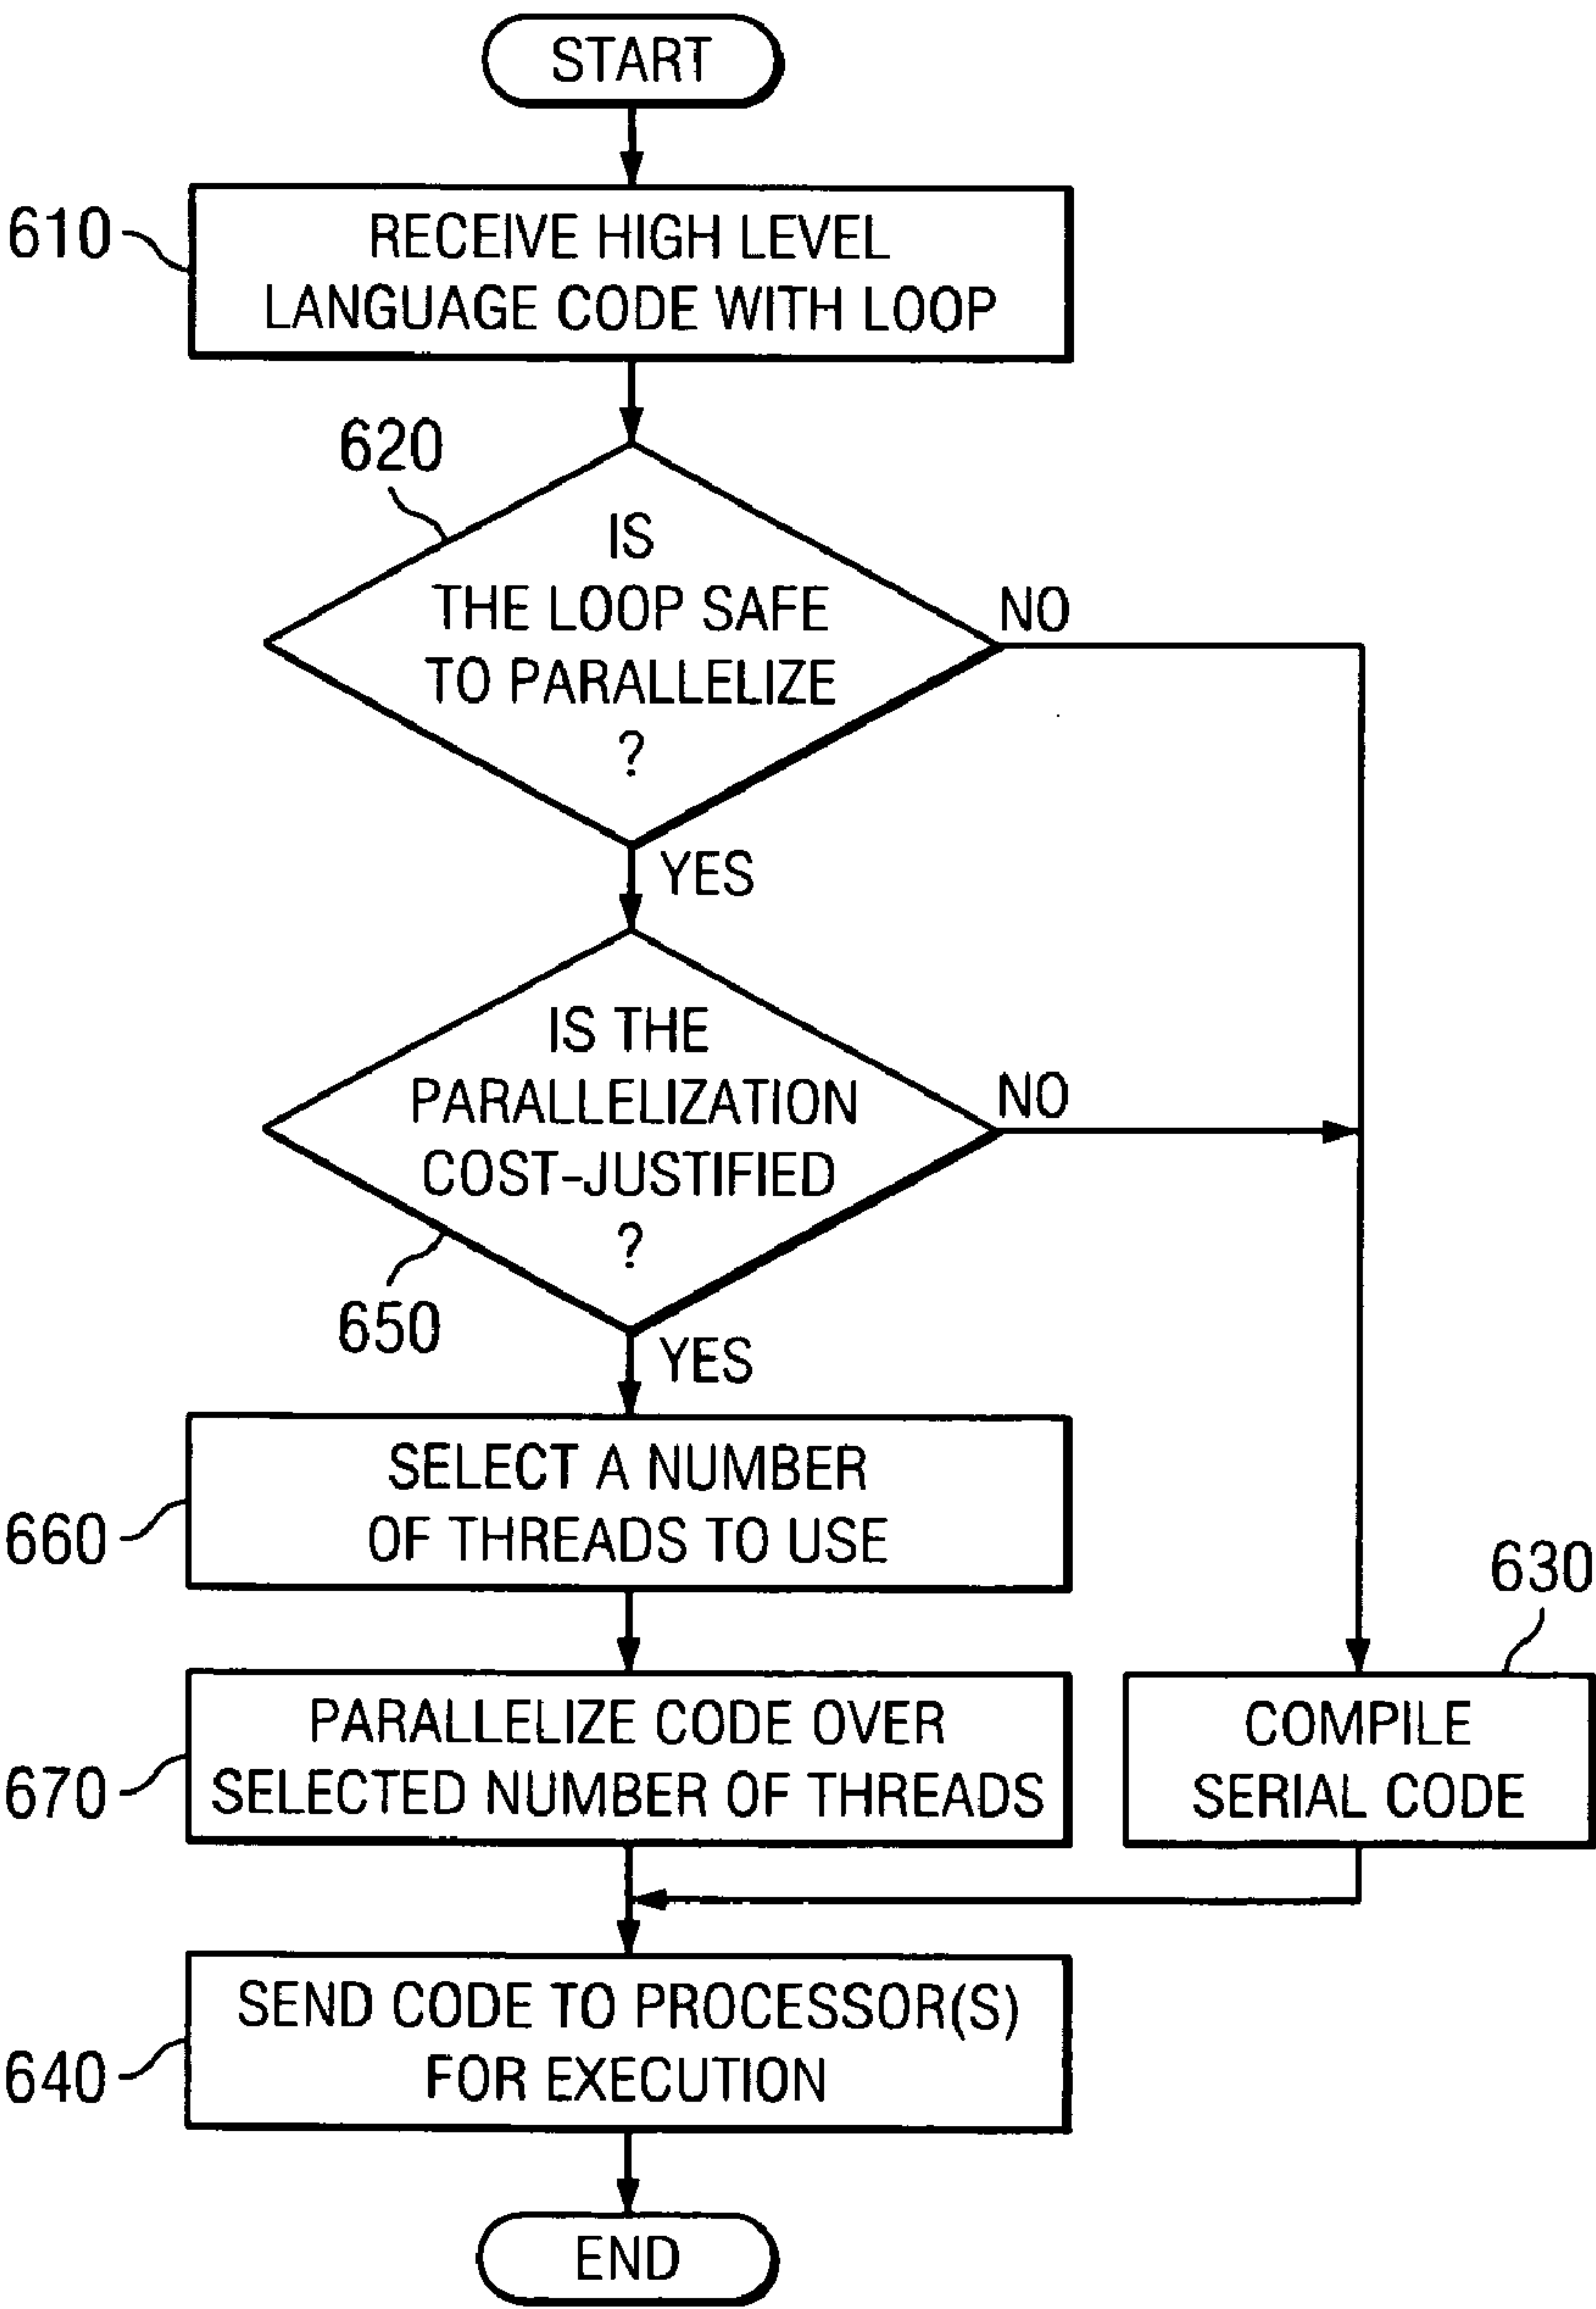 START
610
RECEIVE HIGH LEVEL
LANGUAGE CODE WITH LOOP
620
IS
THE LOOP SAFE
TO PARALLELIZE
?
NO
YES
IS THE
PARALLELIZATION
COST-JUSTIFIED
?
NO
650
YES
SELECT A NUMBER
OF THREADS TO USE
660
630
PARALLELIZE CODE OVER
SELECTED NUMBER OF THREADS
670
COMPILE
SERIAL CODE
SEND CODE TO PROCESSOR(S)
FOR EXECUTION
640
END